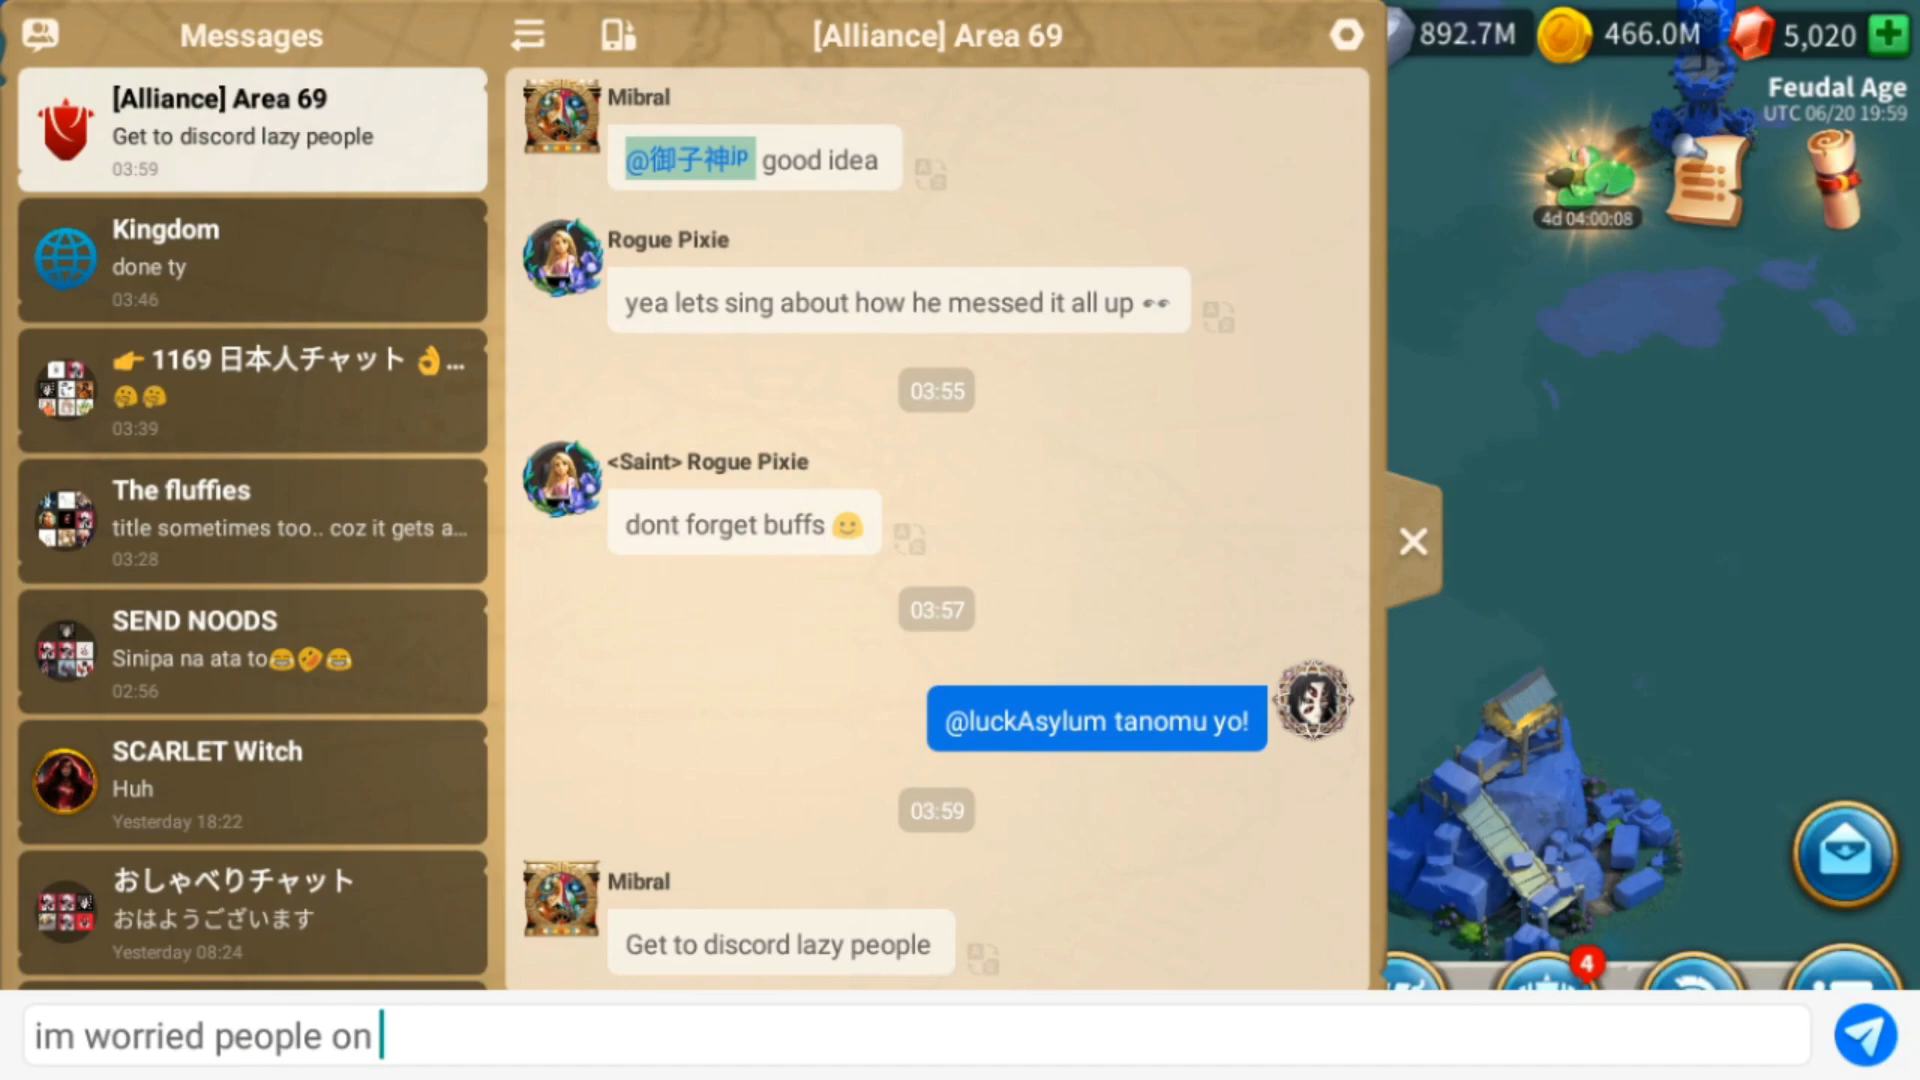 Messages
[Alliance] Area 69
Get to discord lazy people
03:59
Kingdom
done ty
03:46
👉 1169 日本人チャット 👌...
🤔🤔
03:39
The fluffies
title sometimes too.. coz it gets a...
03:28
SEND NOODS
Sinipa na ata to😂🤣😂
02:56
SCARLET Witch
Huh
Yesterday 18:22
おしゃべりチャット
おはようございます
Yesterday 08:24
[Alliance] Area 69
Mibral
@御子神jp good idea
Rogue Pixie
yea lets sing about how he messed it all up 👀
03:55
<Saint> Rogue Pixie
dont forget buffs 🙂
03:57
@luckAsylum tanomu yo!
03:59
Mibral
Get to discord lazy people
892.7M
466.0M
5,020
Feudal Age
UTC 06/20 19:59
4d 04:00:08
4
im worried people on